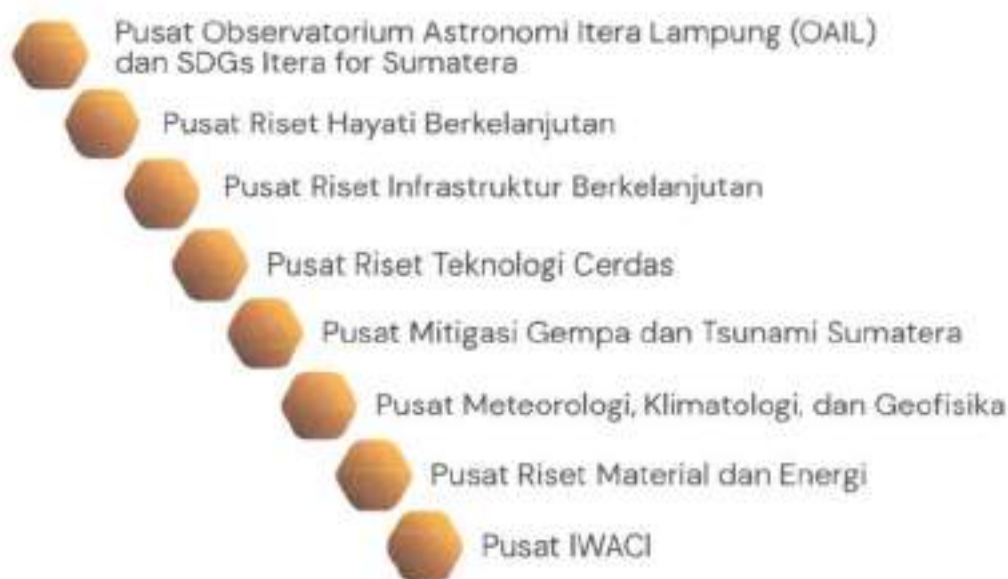 Pusat Observatorium Astronomi Itera Lampung (OAIL)
dan SDGs Itera for Sumatera
Pusat Riset Hayati Berkelanjutan
Pusat Riset Infrastruktur Berkelanjutan
Pusat Riset Teknologi Cerdas
Pusat Mitigasi Gempa dan Tsunami Sumatera
Pusat Meteorologi, Klimatologi, dan Geofisika
Pusat Riset Material dan Energi
Pusat IWACI